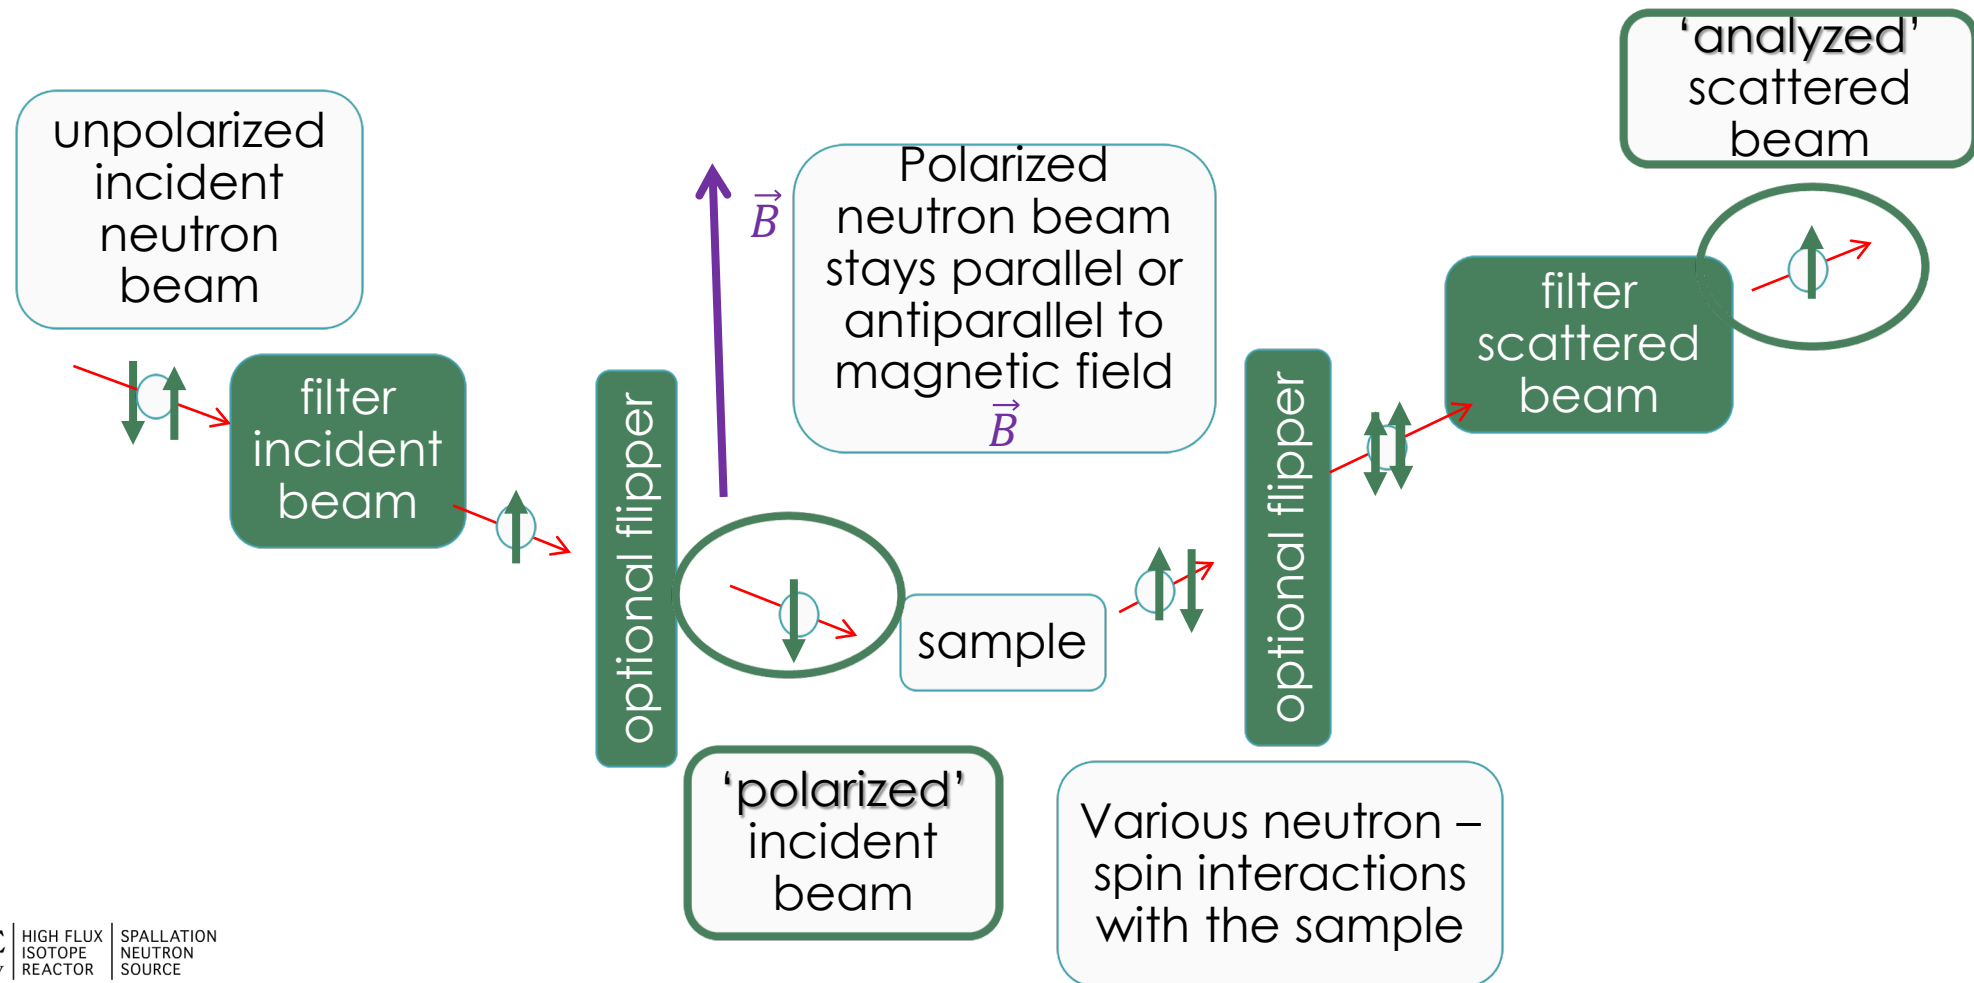 unpolarized
incident
neutron
beam
filter
incident
beam
optional flipper
B⃗
Polarized
neutron beam
stays parallel or
antiparallel to
magnetic field
B⃗
sample
'polarized'
incident
beam
optional flipper
Various neutron –
spin interactions
with the sample
filter
scattered
beam
'analyzed'
scattered
beam
HIGH FLUX
ISOTOPE
REACTOR
SPALLATION
NEUTRON
SOURCE